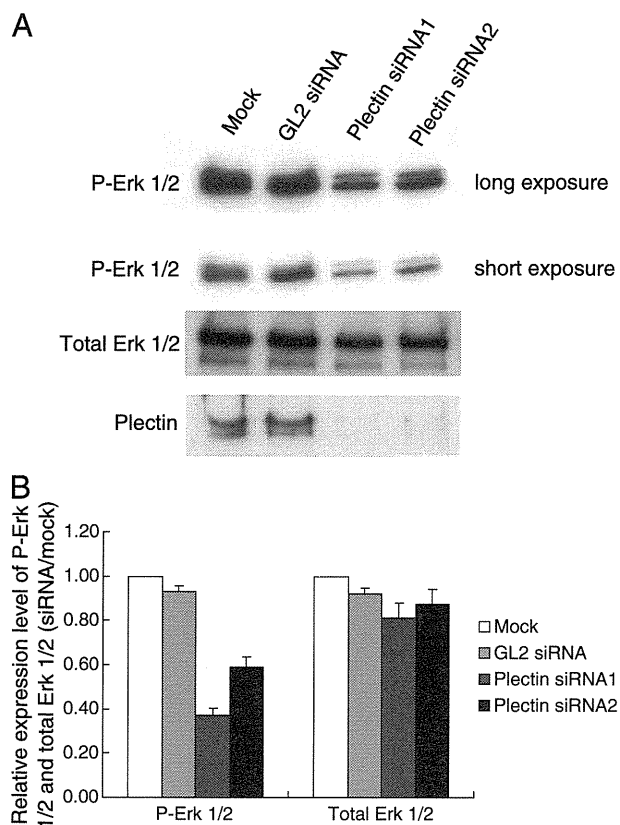 A
Mock
GL2 siRNA
Plectin siRNA1
Plectin siRNA2
P-Erk 1/2
long exposure
P-Erk 1/2
short exposure
Total Erk 1/2
Plectin
B
Relative expression level of P-Erk
1/2 and total Erk 1/2 (siRNA/mock)
1.20
1.00
0.80
0.60
0.40
0.20
0.00
P-Erk 1/2
Total Erk 1/2
Mock
GL2 siRNA
Plectin siRNA1
Plectin siRNA2